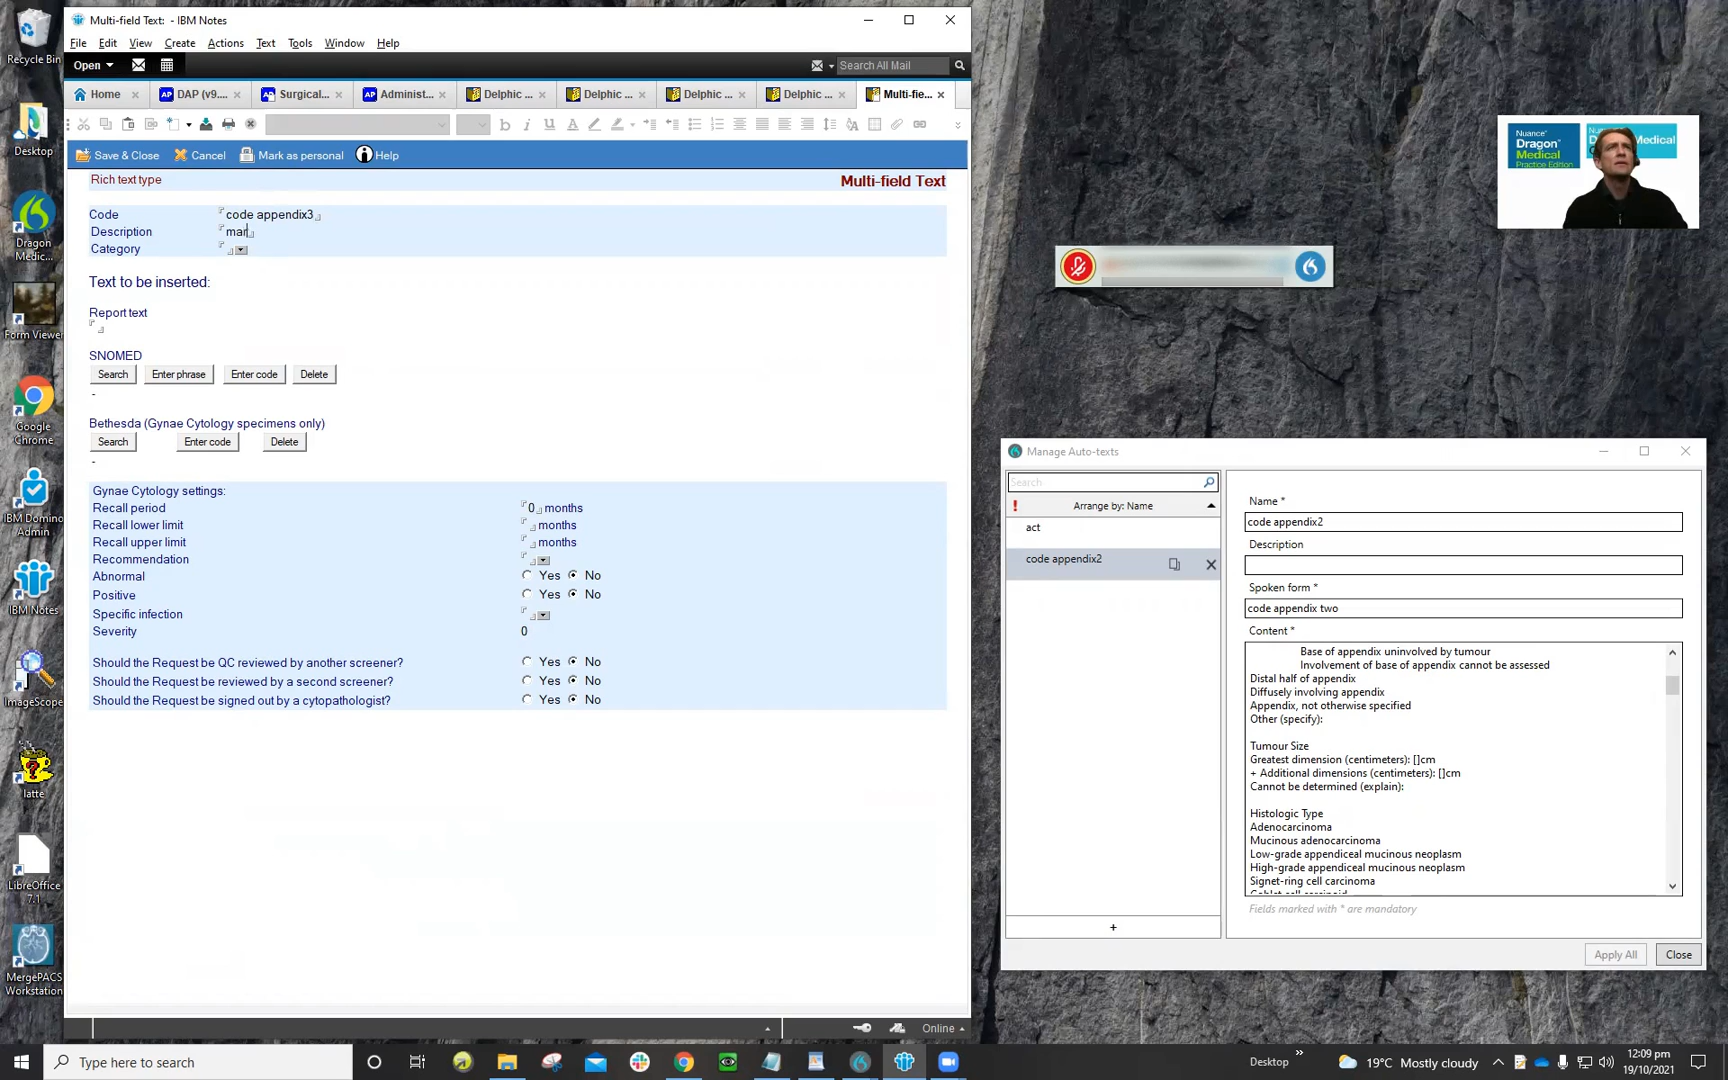 Recycle Bin
Desktop
Dragon
Medic...
Form Viewer
Google
Chrome
IBM Domino
Admin
IBM Notes
ImageScope
latte
LibreOffice
7.1
MergePACS
Workstation
Multi-field Text: - IBM Notes
File Edit View Create Actions Text Tools Window Help
Open
Search All Mail
Home
DAP (v9....
Surgical...
Administ...
Delphic ...
Delphic ...
Delphic ...
Delphic ...
Multi-fie...
Save & Close
Cancel
Mark as personal
Help
Rich text type
Multi-field Text
Code code appendix3
Description mar
Category
Text to be inserted:
Report text
SNOMED
Search Enter phrase Enter code Delete
-
Bethesda (Gynae Cytology specimens only)
Search Enter code Delete
-
Gynae Cytology settings:
Recall period 0 months
Recall lower limit months
Recall upper limit months
Recommendation
Abnormal Yes No
Positive Yes No
Specific infection
Severity 0
Should the Request be QC reviewed by another screener? Yes No
Should the Request be reviewed by a second screener? Yes No
Should the Request be signed out by a cytopathologist? Yes No
Online
Nuance®
Dragon®
Medical
Practice Edition
Manage Auto-texts
Search
! Arrange by: Name
act
code appendix2
+
Name *
code appendix2
Description
Spoken form *
code appendix two
Content *
Base of appendix uninvolved by tumour
Involvement of base of appendix cannot be assessed
Distal half of appendix
Diffusely involving appendix
Appendix, not otherwise specified
Other (specify):
Tumour Size
Greatest dimension (centimeters): []cm
+ Additional dimensions (centimeters): []cm
Cannot be determined (explain):
Histologic Type
Adenocarcinoma
Mucinous adenocarcinoma
Low-grade appendiceal mucinous neoplasm
High-grade appendiceal mucinous neoplasm
Signet-ring cell carcinoma
Fields marked with * are mandatory
Apply All
Close
Type here to search
Desktop
19°C Mostly cloudy
12:09 pm
19/10/2021